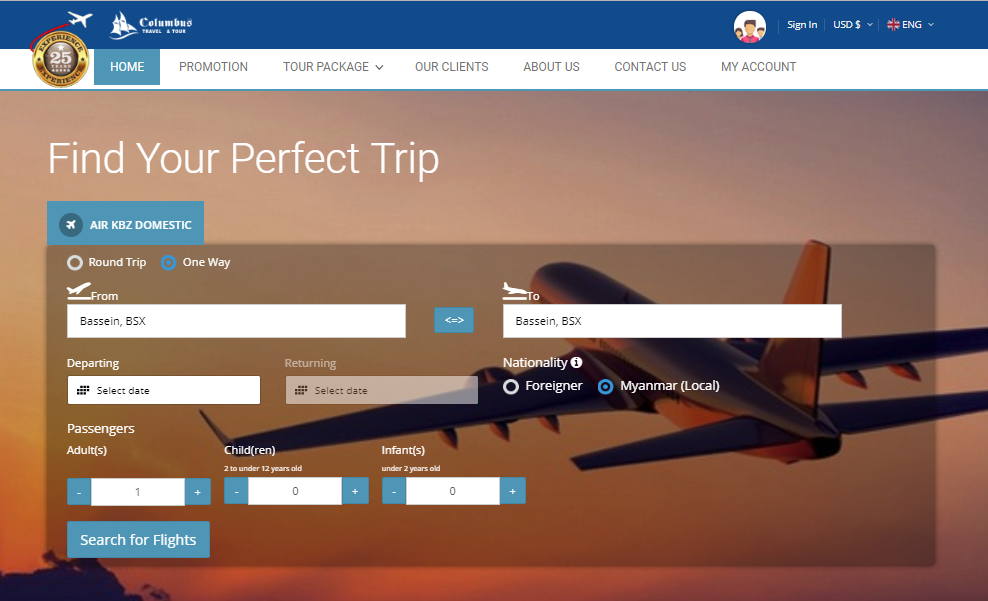 Columbus
TRAVEL & TOUR
Sign In
USD $
ENG
EXPERIENCE
25
YEARS
EXPERIENCE
HOME
PROMOTION
TOUR PACKAGE
OUR CLIENTS
ABOUT US
CONTACT US
MY ACCOUNT
Find Your Perfect Trip
AIR KBZ DOMESTIC
Round Trip
One Way
From
To
Bassein, BSX
<=>
Bassein, BSX
Departing
Returning
Nationality
Select date
Select date
Foreigner
Myanmar (Local)
Passengers
Adult(s)
Child(ren)
Infant(s)
2 to under 12 years old
under 2 years old
- 1 +
- 0 +
- 0 +
Search for Flights